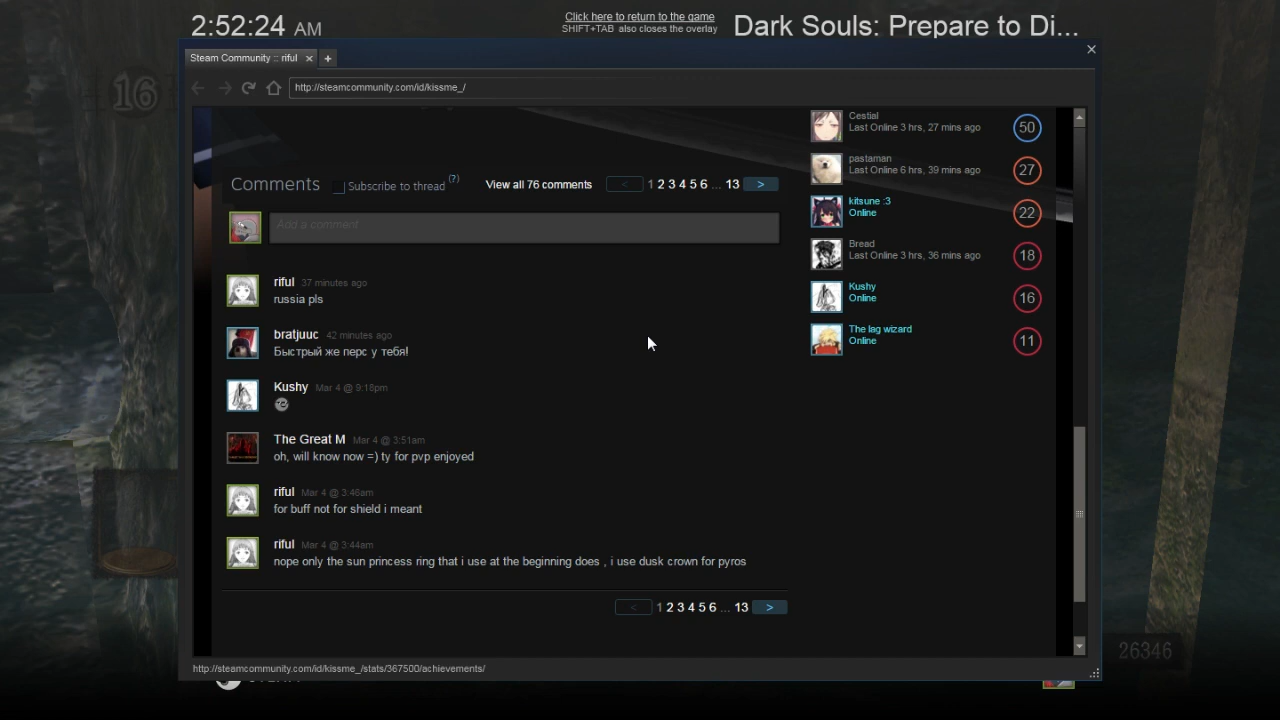 2:52:24 AM
Click here to return to the game
SHIFT+TAB also closes the overlay
Dark Souls: Prepare to Di...
Steam Community :: riful x +
http://steamcommunity.com/id/kissme_/
16
Comments Subscribe to thread (?) View all 76 comments < 1 2 3 4 5 6 ... 13 >
Add a comment
riful 37 minutes ago
russia pls
bratjuuc 42 minutes ago
Быстрый же перс у тебя!
Kushy Mar 4 @ 9:18pm
The Great M Mar 4 @ 3:51am
oh, will know now =) ty for pvp enjoyed
riful Mar 4 @ 3:46am
for buff not for shield i meant
riful Mar 4 @ 3:44am
nope only the sun princess ring that i use at the beginning does , i use dusk crown for pyros
< 1 2 3 4 5 6 ... 13 >
Cestial
Last Online 3 hrs, 27 mins ago
50
pastaman
Last Online 6 hrs, 39 mins ago
27
kitsune :3
Online
22
Bread
Last Online 3 hrs, 36 mins ago
18
Kushy
Online
16
The lag wizard
Online
11
http://steamcommunity.com/id/kissme_/stats/367500/achievements/
26346